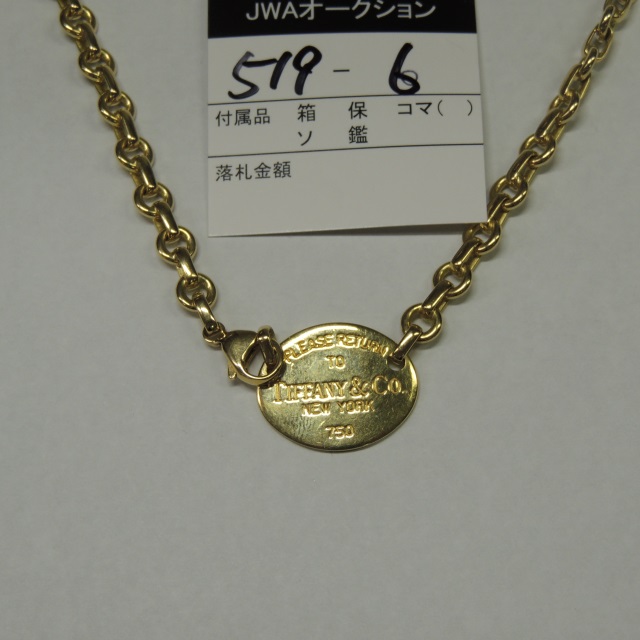 JWAオークション
519-6
付属品 箱 保 コマ( )
ソ 鑑
落札金額
PLEASE RETURN
TO
TIFFANY & CO.
NEW YORK
750